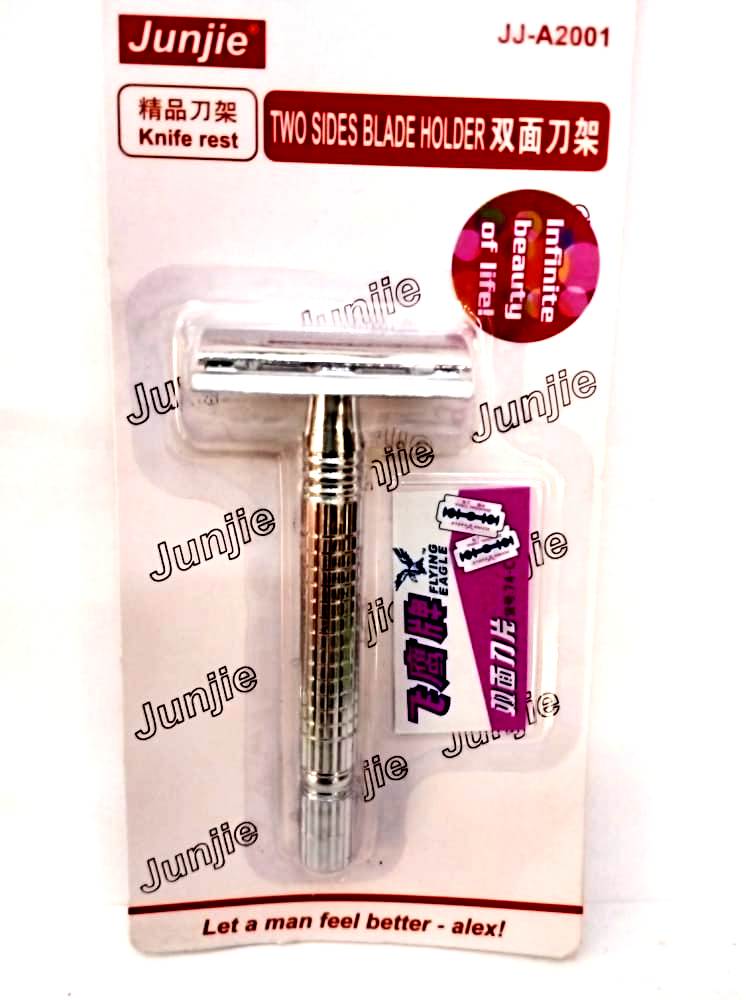 Junjie
JJ-A2001
精品刀架
Knife rest
TWO SIDES BLADE HOLDER 双面刀架
Infinite
beauty
of life!
Junjie
Junjie
Junjie
Junjie
Junjie
FLYING
EAGLE
飞鹰牌
双面刀片
Let a man feel better - alex!